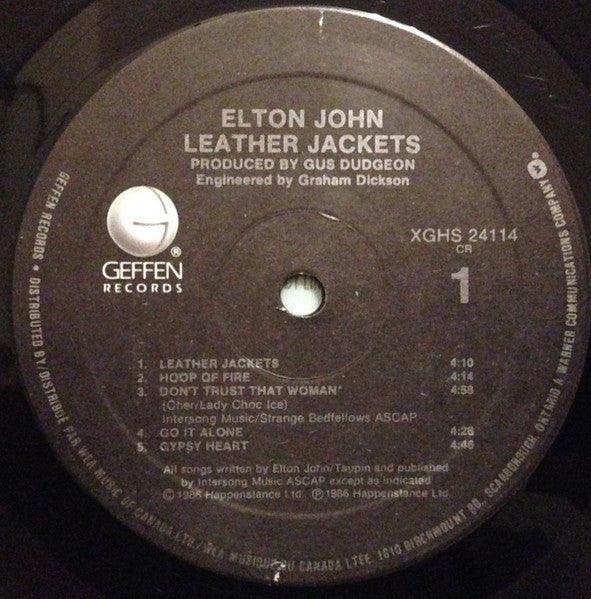 ELTON JOHN
LEATHER JACKETS
PRODUCED BY GUS DUDGEON
Engineered by Graham Dickson
G
®
GEFFEN
RECORDS
XGHS 24114
CR
1
1. LEATHER JACKETS 4:10
2. HOOP OF FIRE 4:14
3. DON'T TRUST THAT WOMAN* 4:58
(Cher/Lady Choc Ice)
Intersong Music/Strange Bedfellows ASCAP
4. GO IT ALONE 4:26
5. GYPSY HEART 4:46
All songs written by Elton John/Taupin and published
by Intersong Music ASCAP except as indicated
© 1986 Happenstance Ltd ℗ 1986 Happenstance Ltd
GEFFEN RECORDS • DISTRIBUTED BY/DISTRIBUÉ PAR WEA MUSIC OF CANADA LTD./WEA MUSIQUE DU CANADA LTEE, 1810 BIRCHMOUNT RD. SCARBOROUGH, ONTARIO A WARNER COMMUNICATIONS COMPANY